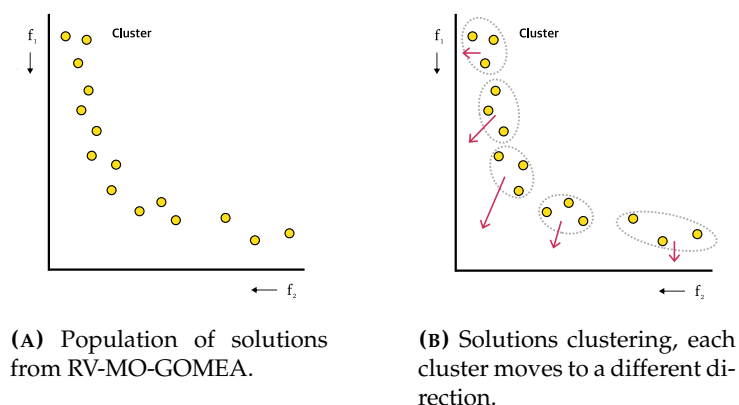 f₁
Cluster
f₂
f₁
Cluster
f₂
(A) Population of solutions
from RV-MO-GOMEA.
(B) Solutions clustering, each
cluster moves to a different di-
rection.